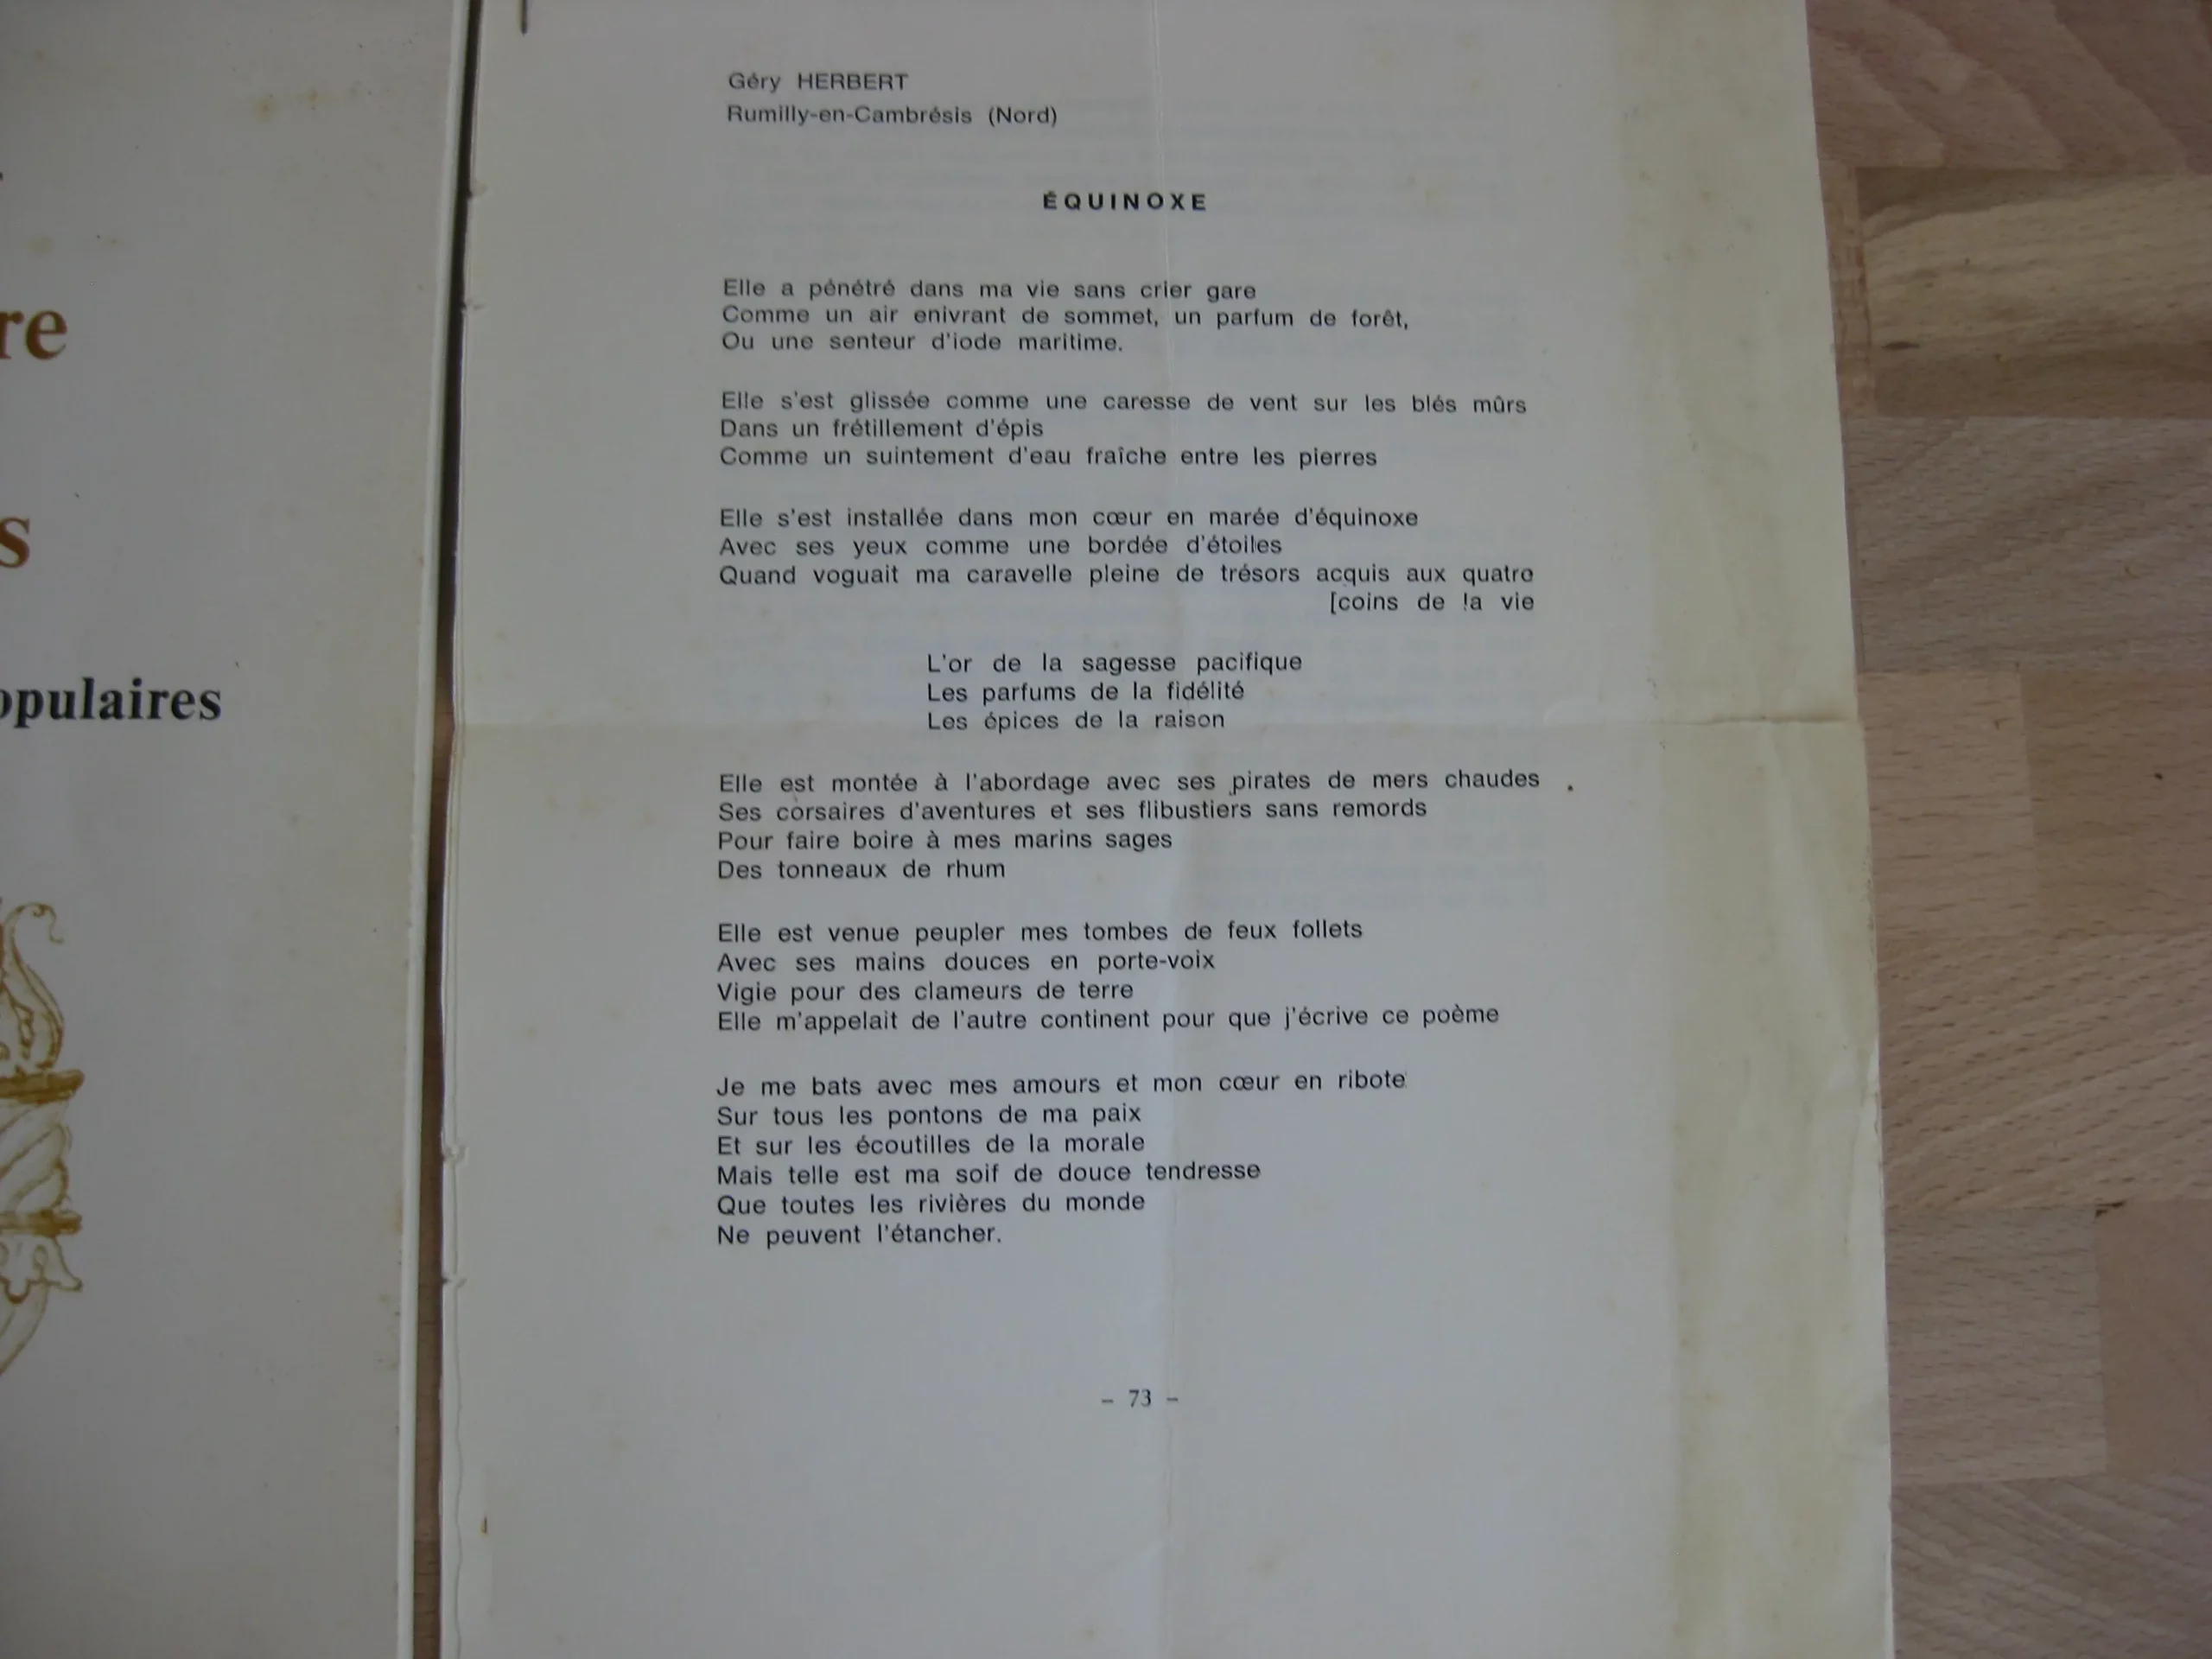 re
s
opulaires
Géry HERBERT
Rumilly-en-Cambrésis (Nord)
ÉQUINOXE
Elle a pénétré dans ma vie sans crier gare
Comme un air enivrant de sommet, un parfum de forêt,
Ou une senteur d'iode maritime.
Elle s'est glissée comme une caresse de vent sur les blés mûrs
Dans un frétillement d'épis
Comme un suintement d'eau fraîche entre les pierres
Elle s'est installée dans mon cœur en marée d'équinoxe
Avec ses yeux comme une bordée d'étoiles
Quand voguait ma caravelle pleine de trésors acquis aux quatre
[coins de !a vie
L'or de la sagesse pacifique
Les parfums de la fidélité
Les épices de la raison
Elle est montée à l'abordage avec ses pirates de mers chaudes .
Ses corsaires d'aventures et ses flibustiers sans remords
Pour faire boire à mes marins sages
Des tonneaux de rhum
Elle est venue peupler mes tombes de feux follets
Avec ses mains douces en porte-voix
Vigie pour des clameurs de terre
Elle m'appelait de l'autre continent pour que j'écrive ce poème
Je me bats avec mes amours et mon cœur en ribote
Sur tous les pontons de ma paix
Et sur les écoutilles de la morale
Mais telle est ma soif de douce tendresse
Que toutes les rivières du monde
Ne peuvent l'étancher.
– 73 –